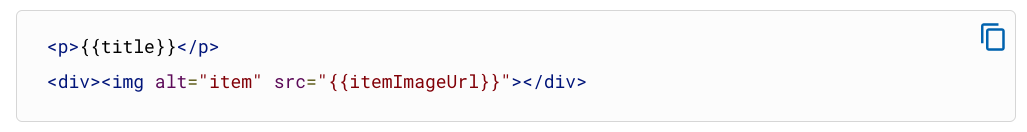 <p>{{title}}</p>
<div><img alt="item" src="{{itemImageUrl}}"></div>